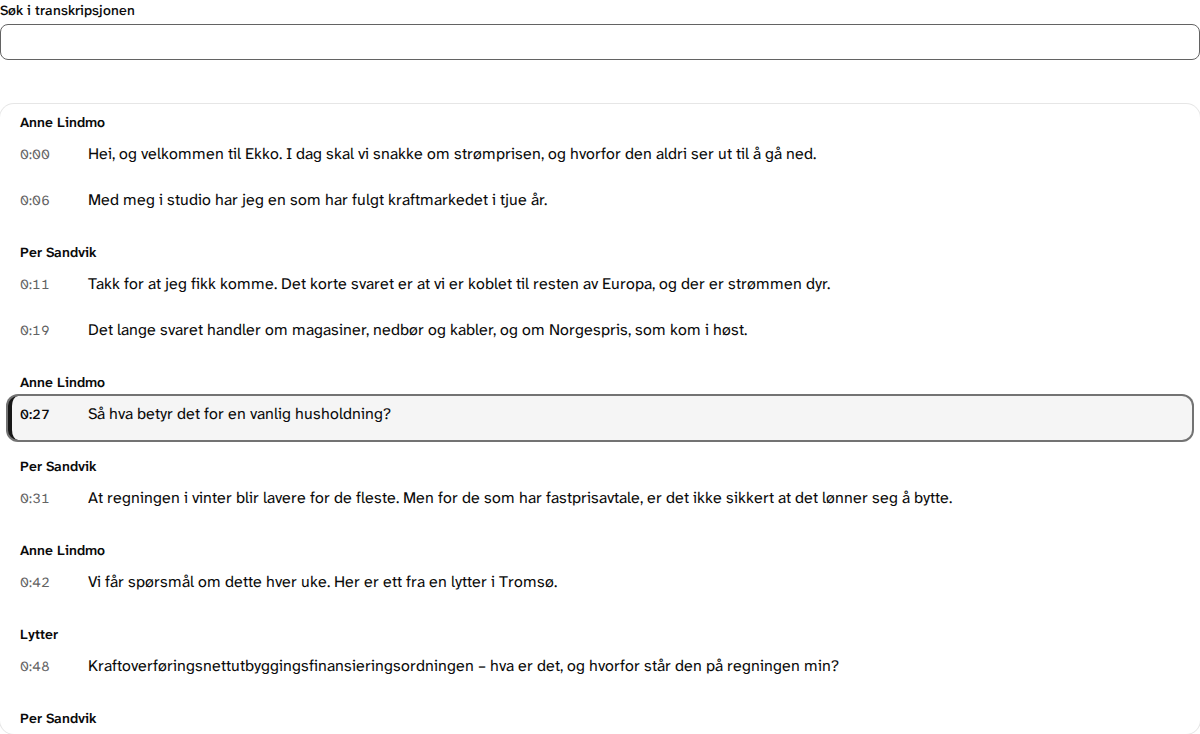 Søk i transkripsjonen
Anne Lindmo
0:00 Hei, og velkommen til Ekko. I dag skal vi snakke om strømprisen, og hvorfor den aldri ser ut til å gå ned.
0:06 Med meg i studio har jeg en som har fulgt kraftmarkedet i tjue år.
Per Sandvik
0:11 Takk for at jeg fikk komme. Det korte svaret er at vi er koblet til resten av Europa, og der er strømmen dyr.
0:19 Det lange svaret handler om magasiner, nedbør og kabler, og om Norgespris, som kom i høst.
Anne Lindmo
0:27 Så hva betyr det for en vanlig husholdning?
Per Sandvik
0:31 At regningen i vinter blir lavere for de fleste. Men for de som har fastprisavtale, er det ikke sikkert at det lønner seg å bytte.
Anne Lindmo
0:42 Vi får spørsmål om dette hver uke. Her er ett fra en lytter i Tromsø.
Lytter
0:48 Kraftoverføringsnettutbyggingsfinansieringsordningen – hva er det, og hvorfor står den på regningen min?
Per Sandvik